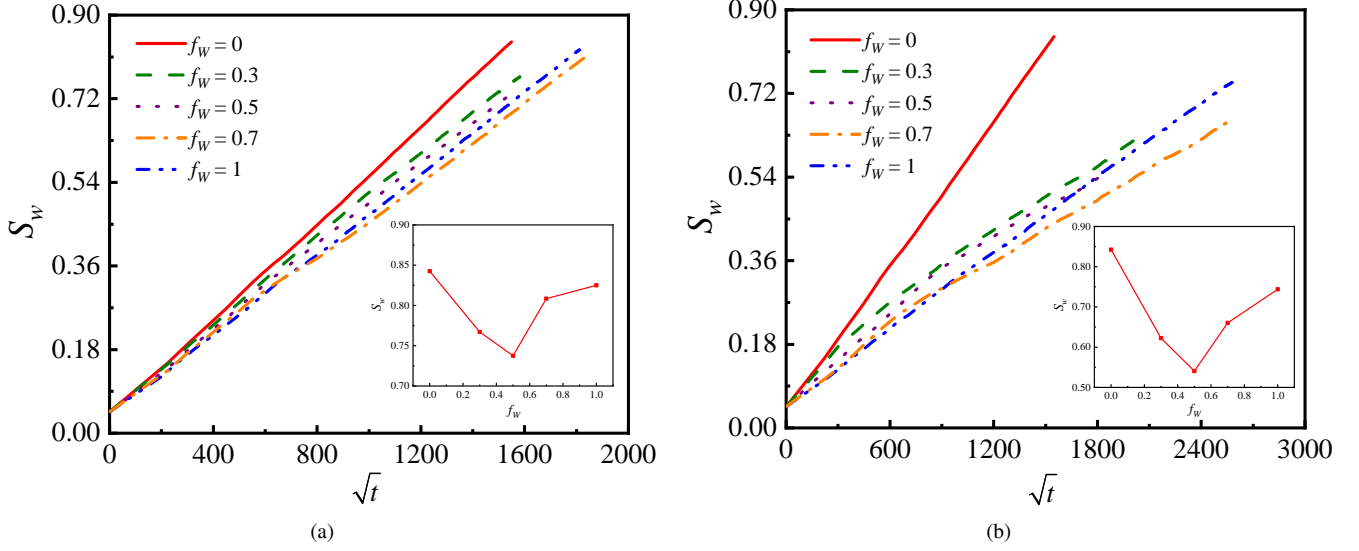 0.90
0.72
0.54
0.36
0.18
0.00
S_w
f_W = 0
f_W = 0.3
f_W = 0.5
f_W = 0.7
f_W = 1
0.90
0.85
0.80
0.75
0.70
S_w
0.0 0.2 0.4 0.6 0.8 1.0
f_W
0 400 800 1200 1600 2000
√t
(a)
0.90
0.72
0.54
0.36
0.18
0.00
S_w
f_W = 0
f_W = 0.3
f_W = 0.5
f_W = 0.7
f_W = 1
0.90
0.80
0.70
0.60
0.50
S_w
0.0 0.2 0.4 0.6 0.8 1.0
f_W
0 600 1200 1800 2400 3000
√t
(b)